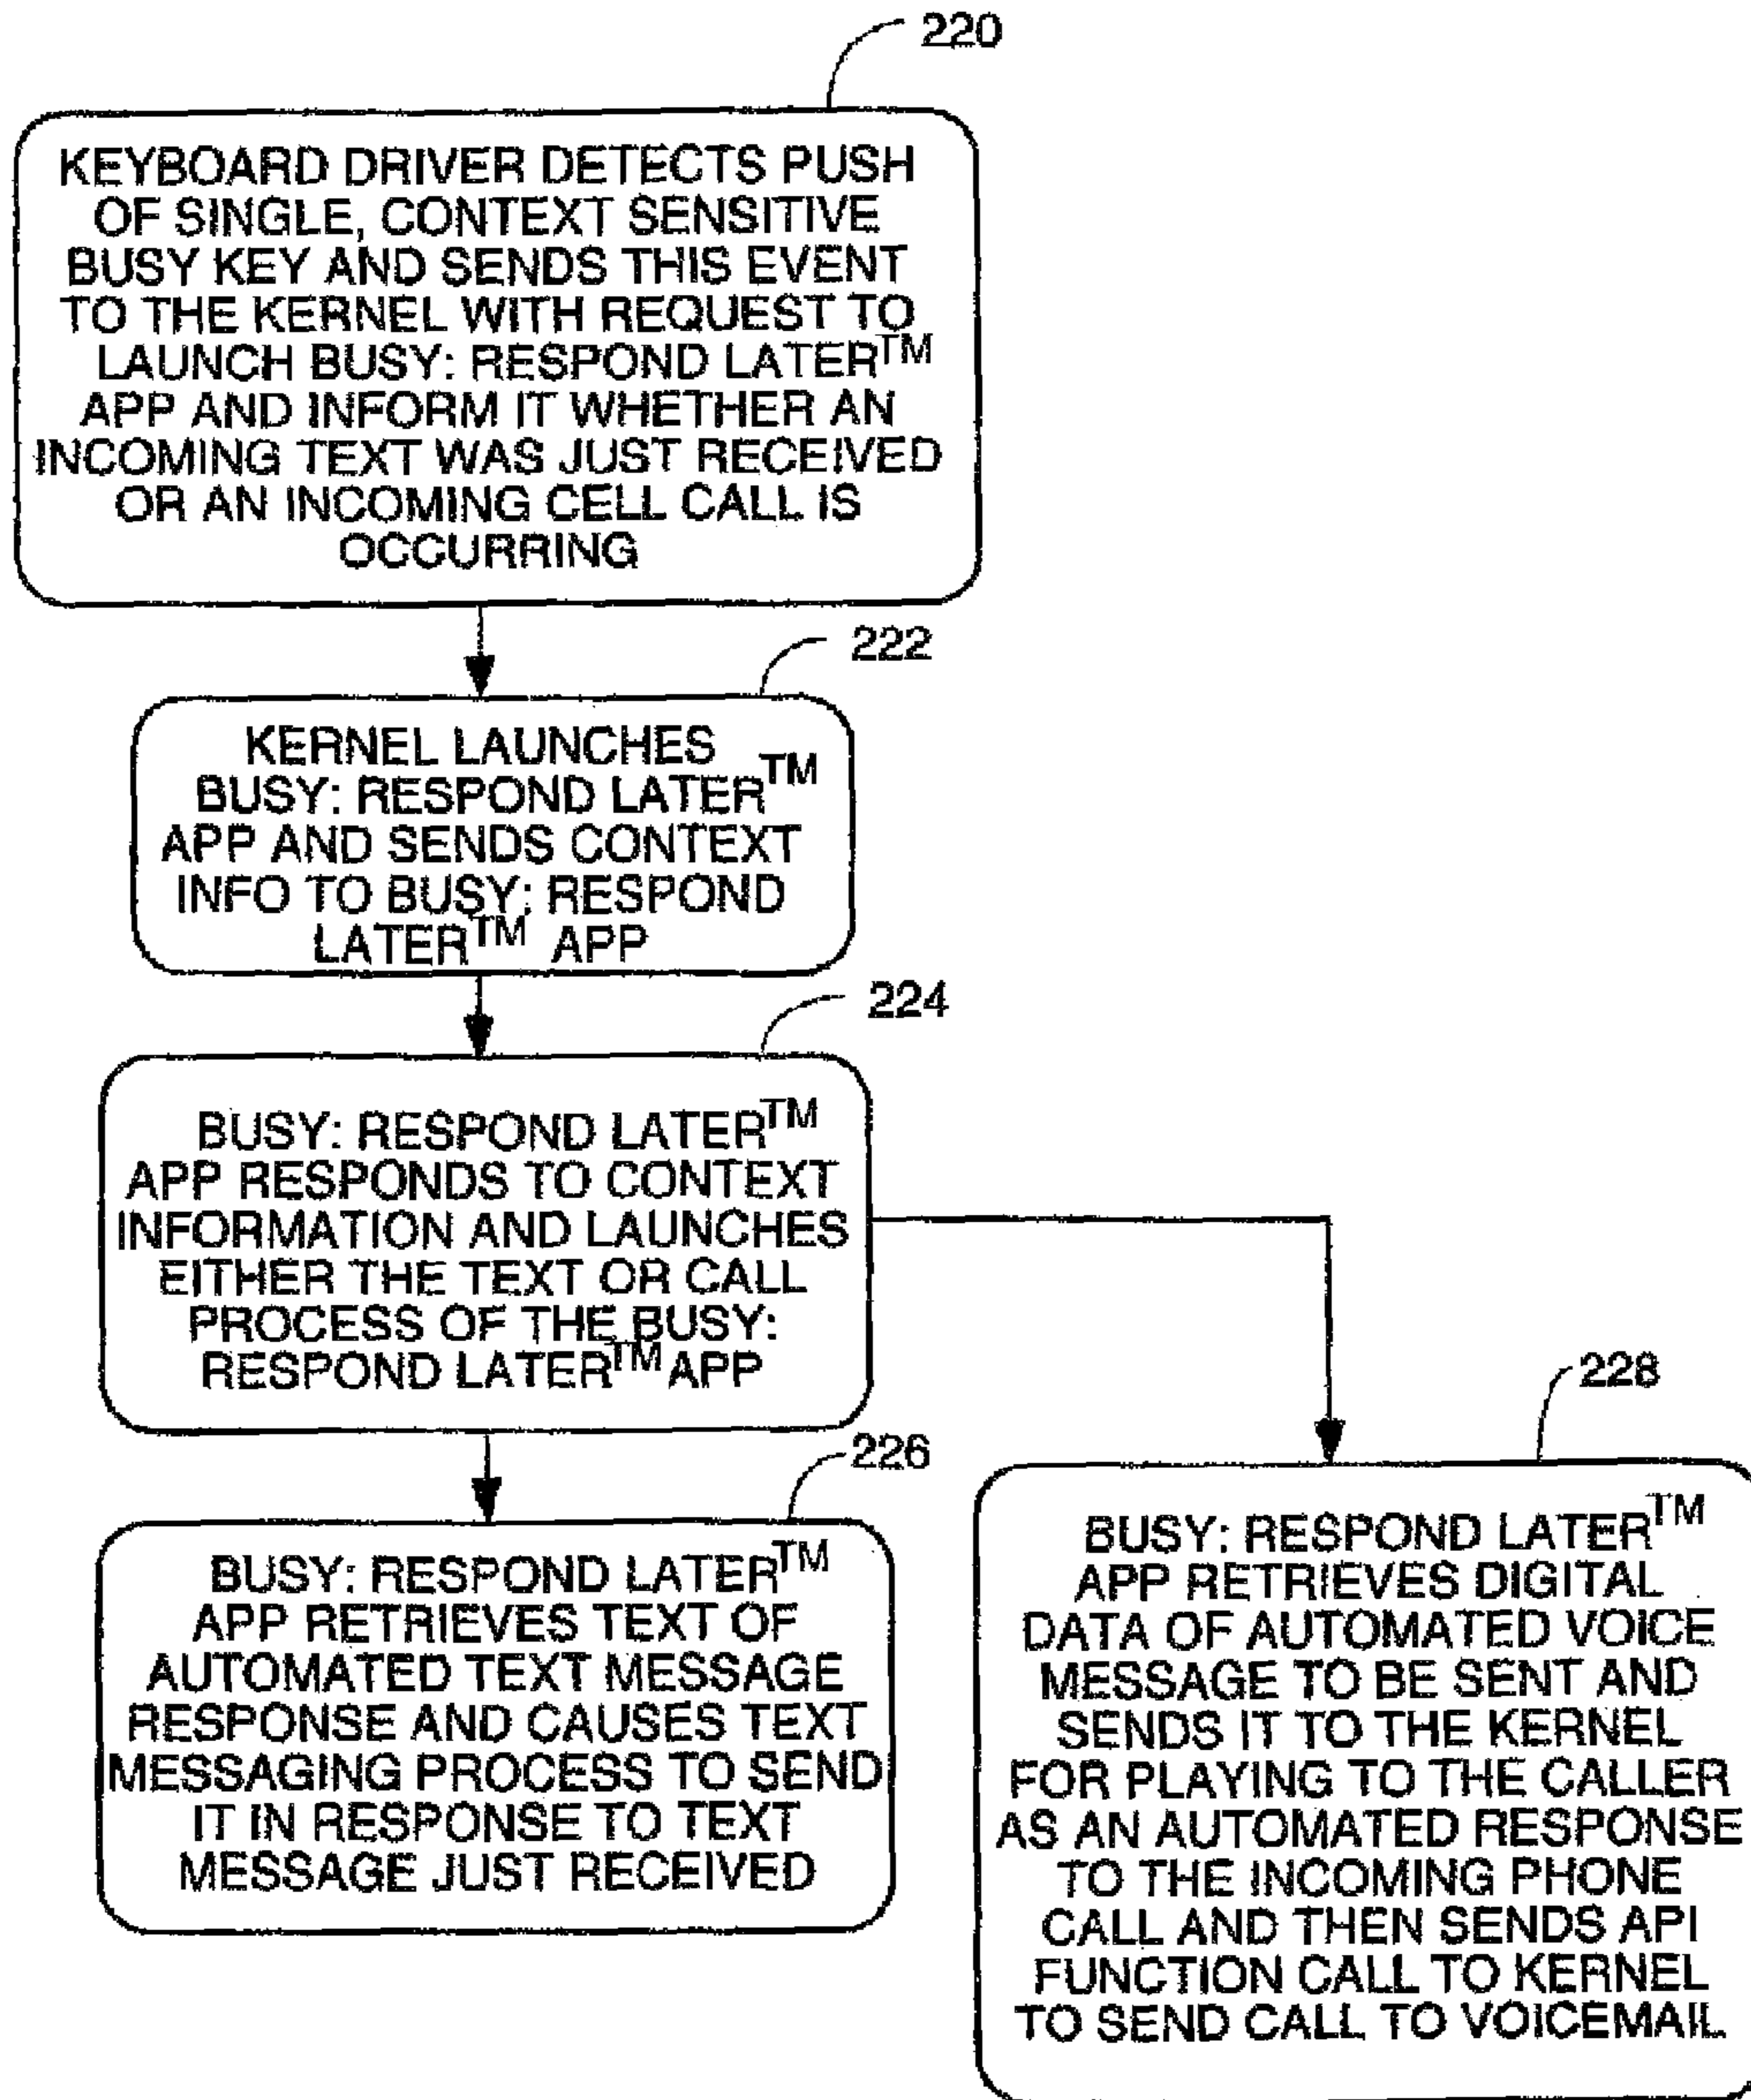 220
KEYBOARD DRIVER DETECTS PUSH
OF SINGLE, CONTEXT SENSITIVE
BUSY KEY AND SENDS THIS EVENT
TO THE KERNEL WITH REQUEST TO
LAUNCH BUSY: RESPOND LATER™
APP AND INFORM IT WHETHER AN
INCOMING TEXT WAS JUST RECEIVED
OR AN INCOMING CELL CALL IS
OCCURRING
222
KERNEL LAUNCHES
BUSY: RESPOND LATER™
APP AND SENDS CONTEXT
INFO TO BUSY: RESPOND
LATER™ APP
224
BUSY: RESPOND LATER™
APP RESPONDS TO CONTEXT
INFORMATION AND LAUNCHES
EITHER THE TEXT OR CALL
PROCESS OF THE BUSY:
RESPOND LATER™ APP
226
BUSY: RESPOND LATER™
APP RETRIEVES TEXT OF
AUTOMATED TEXT MESSAGE
RESPONSE AND CAUSES TEXT
MESSAGING PROCESS TO SEND
IT IN RESPONSE TO TEXT
MESSAGE JUST RECEIVED
228
BUSY: RESPOND LATER™
APP RETRIEVES DIGITAL
DATA OF AUTOMATED VOICE
MESSAGE TO BE SENT AND
SENDS IT TO THE KERNEL
FOR PLAYING TO THE CALLER
AS AN AUTOMATED RESPONSE
TO THE INCOMING PHONE
CALL AND THEN SENDS API
FUNCTION CALL TO KERNEL
TO SEND CALL TO VOICEMAIL